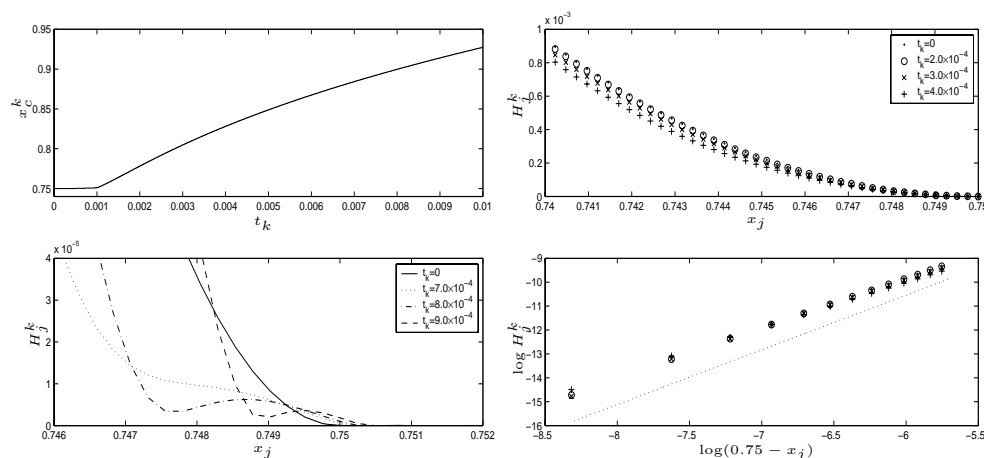 0.95
0.85
0.75
0.65
x_c^k
0 0.001 0.002 0.003 0.004 0.005 0.006 0.007 0.008 0.009 0.01
t_k
x 10^-3
1
0.8
0.6
0.4
0.2
0
H_j^k
0.74 0.741 0.742 0.743 0.744 0.745 0.746 0.747 0.748 0.749 0.75
x_j
t_k=0
t_k=2.0×10^-4
t_k=3.0×10^-4
t_k=4.0×10^-4
x 10^-5
4
3
2
1
0
H_j^k
0.746 0.747 0.748 0.749 0.75 0.751 0.752
x_j
t_k=0
t_k=7.0×10^-4
t_k=8.0×10^-4
t_k=9.0×10^-4
-9
-10
-11
-12
-13
-14
-15
-16
log H_j^k
-8.5 -8 -7.5 -7 -6.5 -6 -5.5
log(0.75 − x_j)